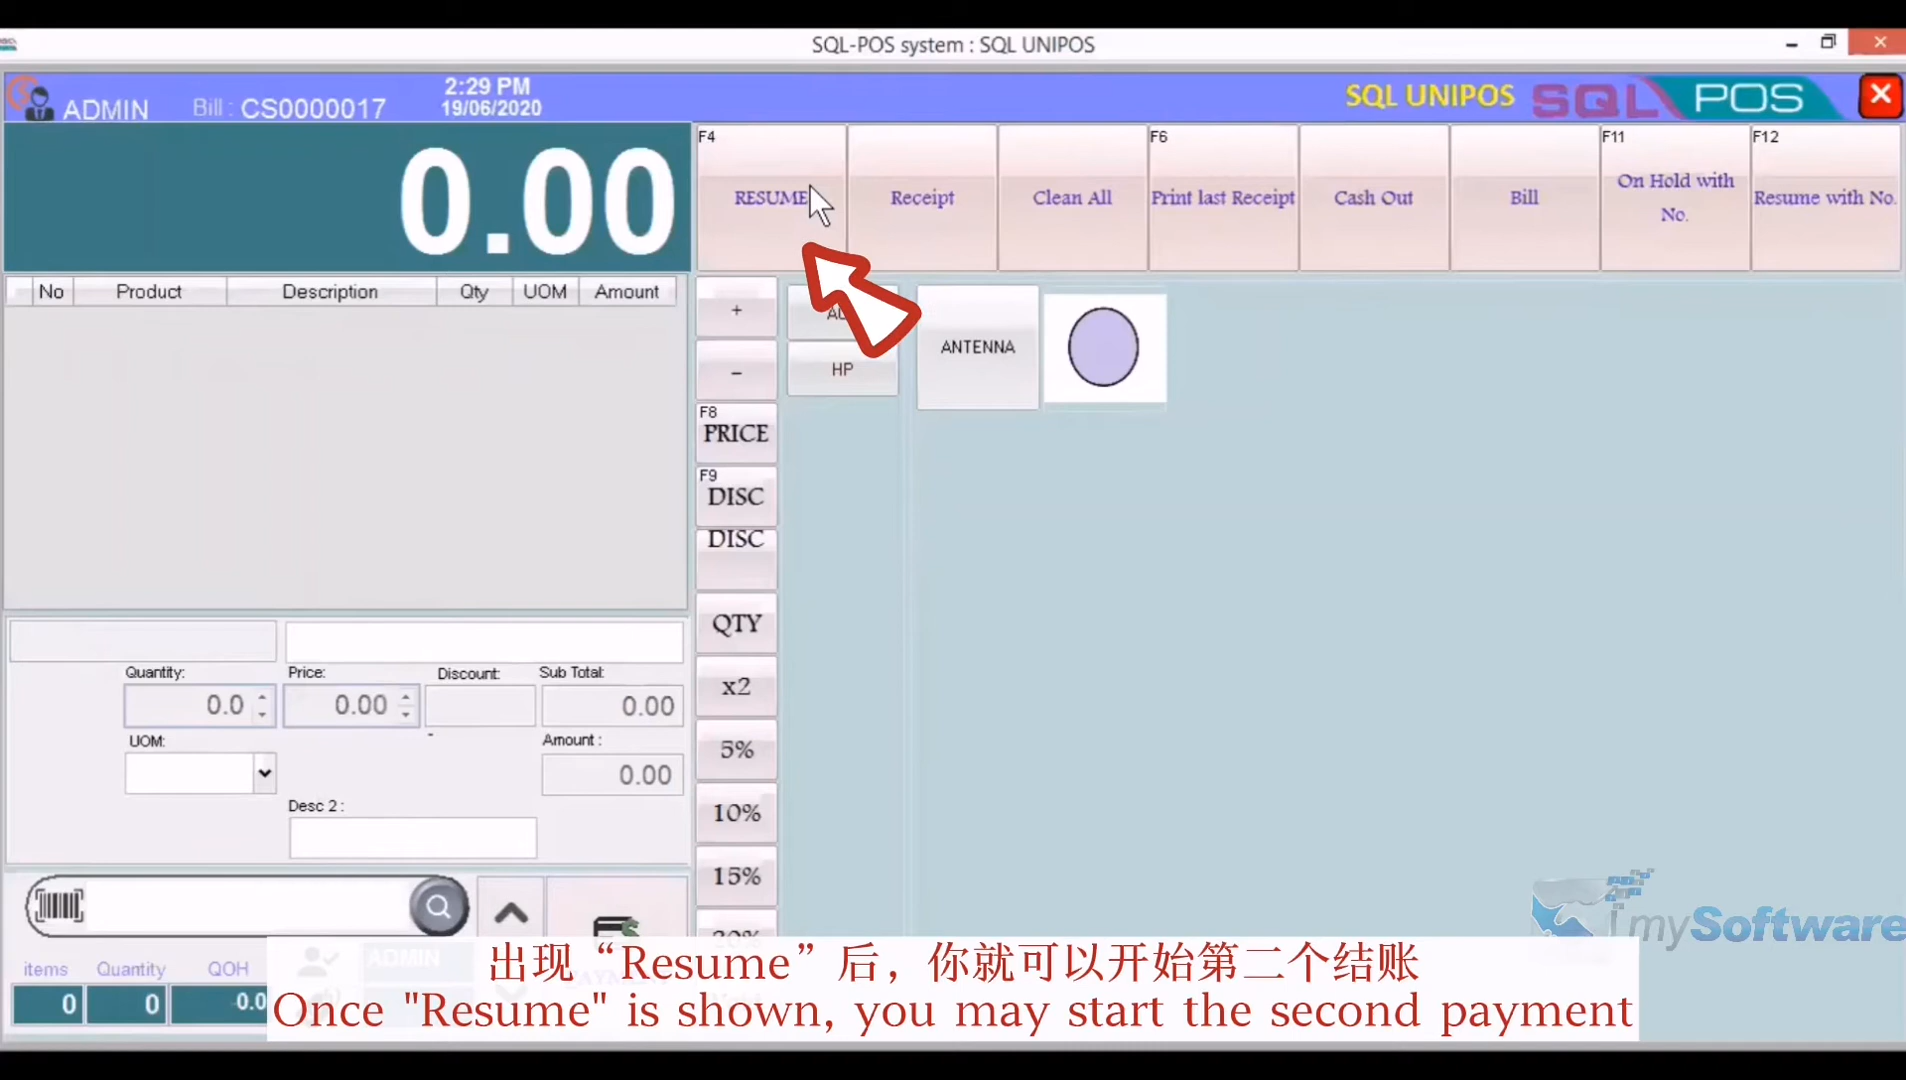 SQL-POS system : SQL UNIPOS
ADMIN
Bill : CS0000017
2:29 PM
19/06/2020
SQL UNIPOS
SQL POS
0.00
F4
RESUME
Receipt
Clean All
F6
Print last Receipt
Cash Out
Bill
F11
On Hold with
No.
F12
Resume with No.
No Product Description Qty UOM Amount
+
-
HP
ANTENNA
F8
PRICE
F9
DISC
DISC
QTY
x2
5%
10%
15%
Quantity: Price: Discount: Sub Total:
0.0 0.00 0.00
UOM: Amount :
0.00
Desc 2 :
items Quantity QOH
0 0 -0.0
ADMIN
mySoftware
出现“Resume”后，你就可以开始第二个结账
Once "Resume" is shown, you may start the second payment